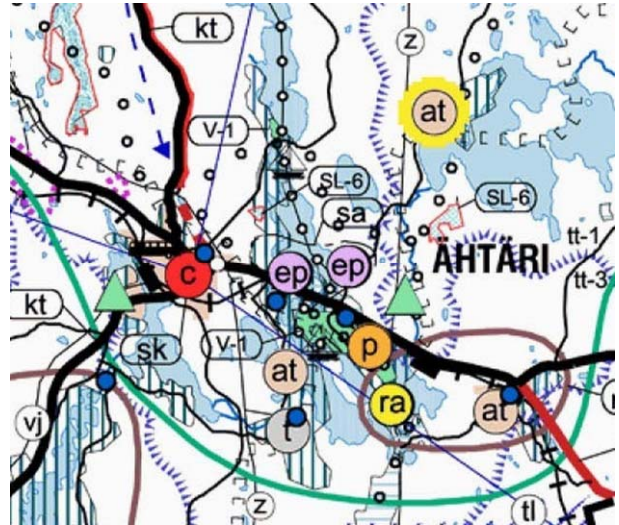 kt
z
at
V-1
SL-6
SL-6
sa
ÄHTÄRI
tt-1
tt-3
ep
ep
c
kt
sk
V-1
p
at
ra
at
t
vj
z
tl